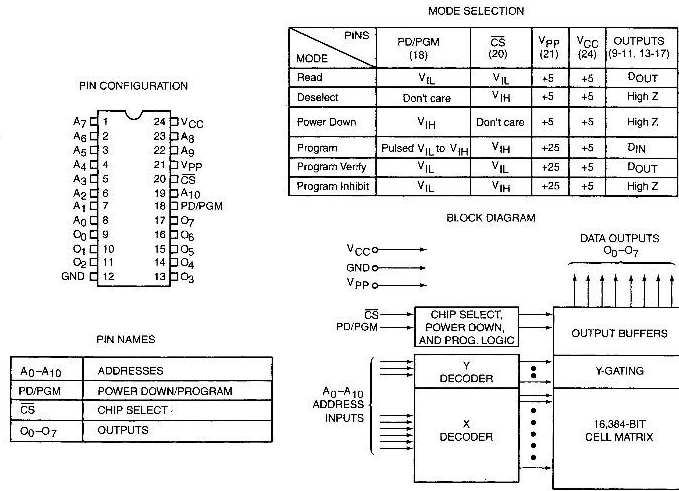 MODE SELECTION
PINS
MODE
PD/PGM (18)
CS (20)
VPP (21)
VCC (24)
OUTPUTS (9-11, 13-17)
Read VIL VIL +5 +5 DOUT
Deselect Don't care VIH +5 +5 High Z
Power Down VIH Don't care +5 +5 High Z
Program Pulsed VIL to VIH VIH +25 +5 DIN
Program Verify VIL VIL +25 +5 DOUT
Program Inhibit VIL VIH +25 +5 High Z
PIN CONFIGURATION
A7 1 24 VCC
A6 2 23 A8
A5 3 22 A9
A4 4 21 VPP
A3 5 20 CS
A2 6 19 A10
A1 7 18 PD/PGM
A0 8 17 O7
O0 9 16 O6
O1 10 15 O5
O2 11 14 O4
GND 12 13 O3
PIN NAMES
A0–A10 ADDRESSES
PD/PGM POWER DOWN/PROGRAM
CS CHIP SELECT
O0–O7 OUTPUTS
BLOCK DIAGRAM
DATA OUTPUTS
O0–O7
VCC
GND
VPP
CS
PD/PGM
CHIP SELECT,
POWER DOWN,
AND PROG. LOGIC
OUTPUT BUFFERS
A0–A10
ADDRESS
INPUTS
Y
DECODER
Y-GATING
X
DECODER
16,384-BIT
CELL MATRIX